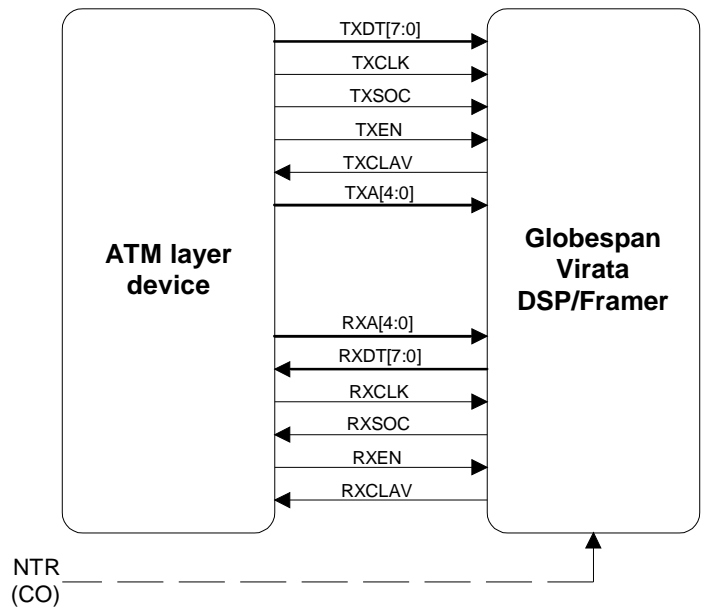 TXDT[7:0]
TXCLK
TXSOC
TXEN
TXCLAV
TXA[4:0]
ATM layer
device
Globespan
Virata
DSP/Framer
RXA[4:0]
RXDT[7:0]
RXCLK
RXSOC
RXEN
RXCLAV
NTR
(CO)